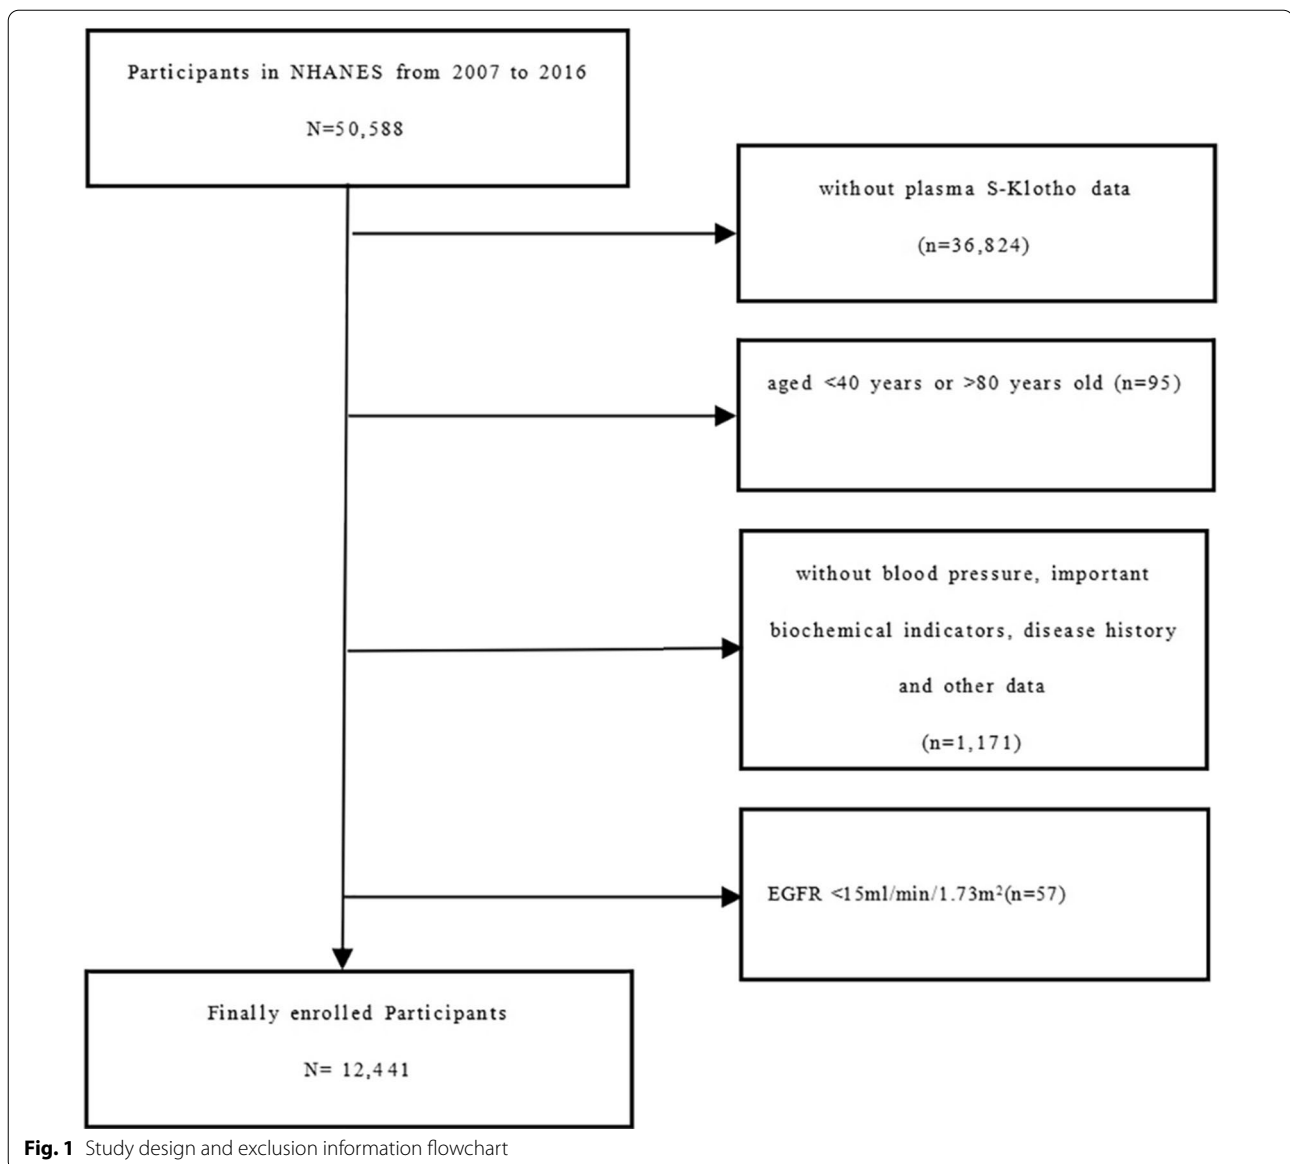 Participants in NHANES from 2007 to 2016
N=50,588
without plasma S-Klotho data
(n=36,824)
aged <40 years or >80 years old (n=95)
without blood pressure, important
biochemical indicators, disease history
and other data
(n=1,171)
EGFR <15ml/min/1.73m²(n=57)
Finally enrolled Participants
N= 12,441
Fig. 1 Study design and exclusion information flowchart